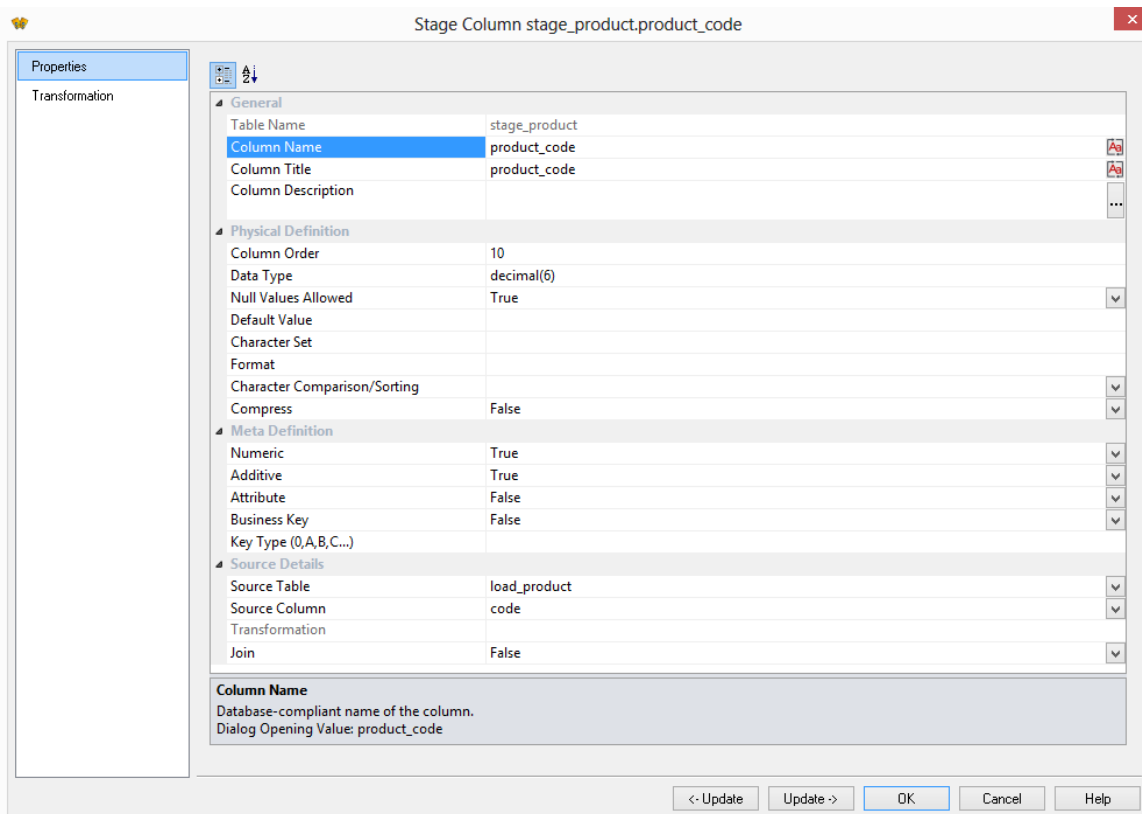 Stage Column stage_product.product_code
Properties
Transformation
General
Table Name stage_product
Column Name product_code
Column Title product_code
Column Description
...
Physical Definition
Column Order 10
Data Type decimal(6)
Null Values Allowed True
Default Value
Character Set
Format
Character Comparison/Sorting
Compress False
Meta Definition
Numeric True
Additive True
Attribute False
Business Key False
Key Type (0,A,B,C...)
Source Details
Source Table load_product
Source Column code
Transformation
Join False
Column Name
Database-compliant name of the column.
Dialog Opening Value: product_code
<- Update Update -> OK Cancel Help